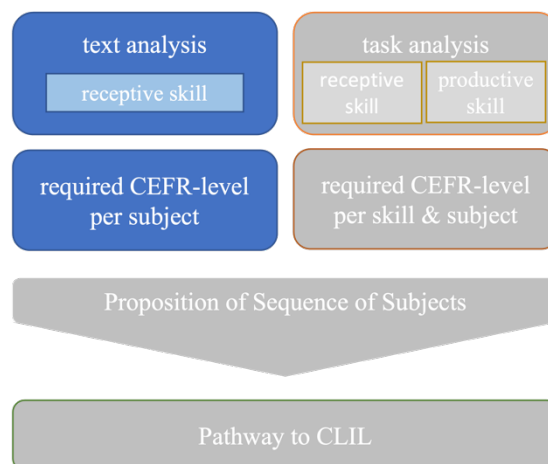 text analysis
receptive skill
task analysis
receptive
skill
productive
skill
required CEFR-level
per subject
required CEFR-level
per skill & subject
Proposition of Sequence of Subjects
Pathway to CLIL